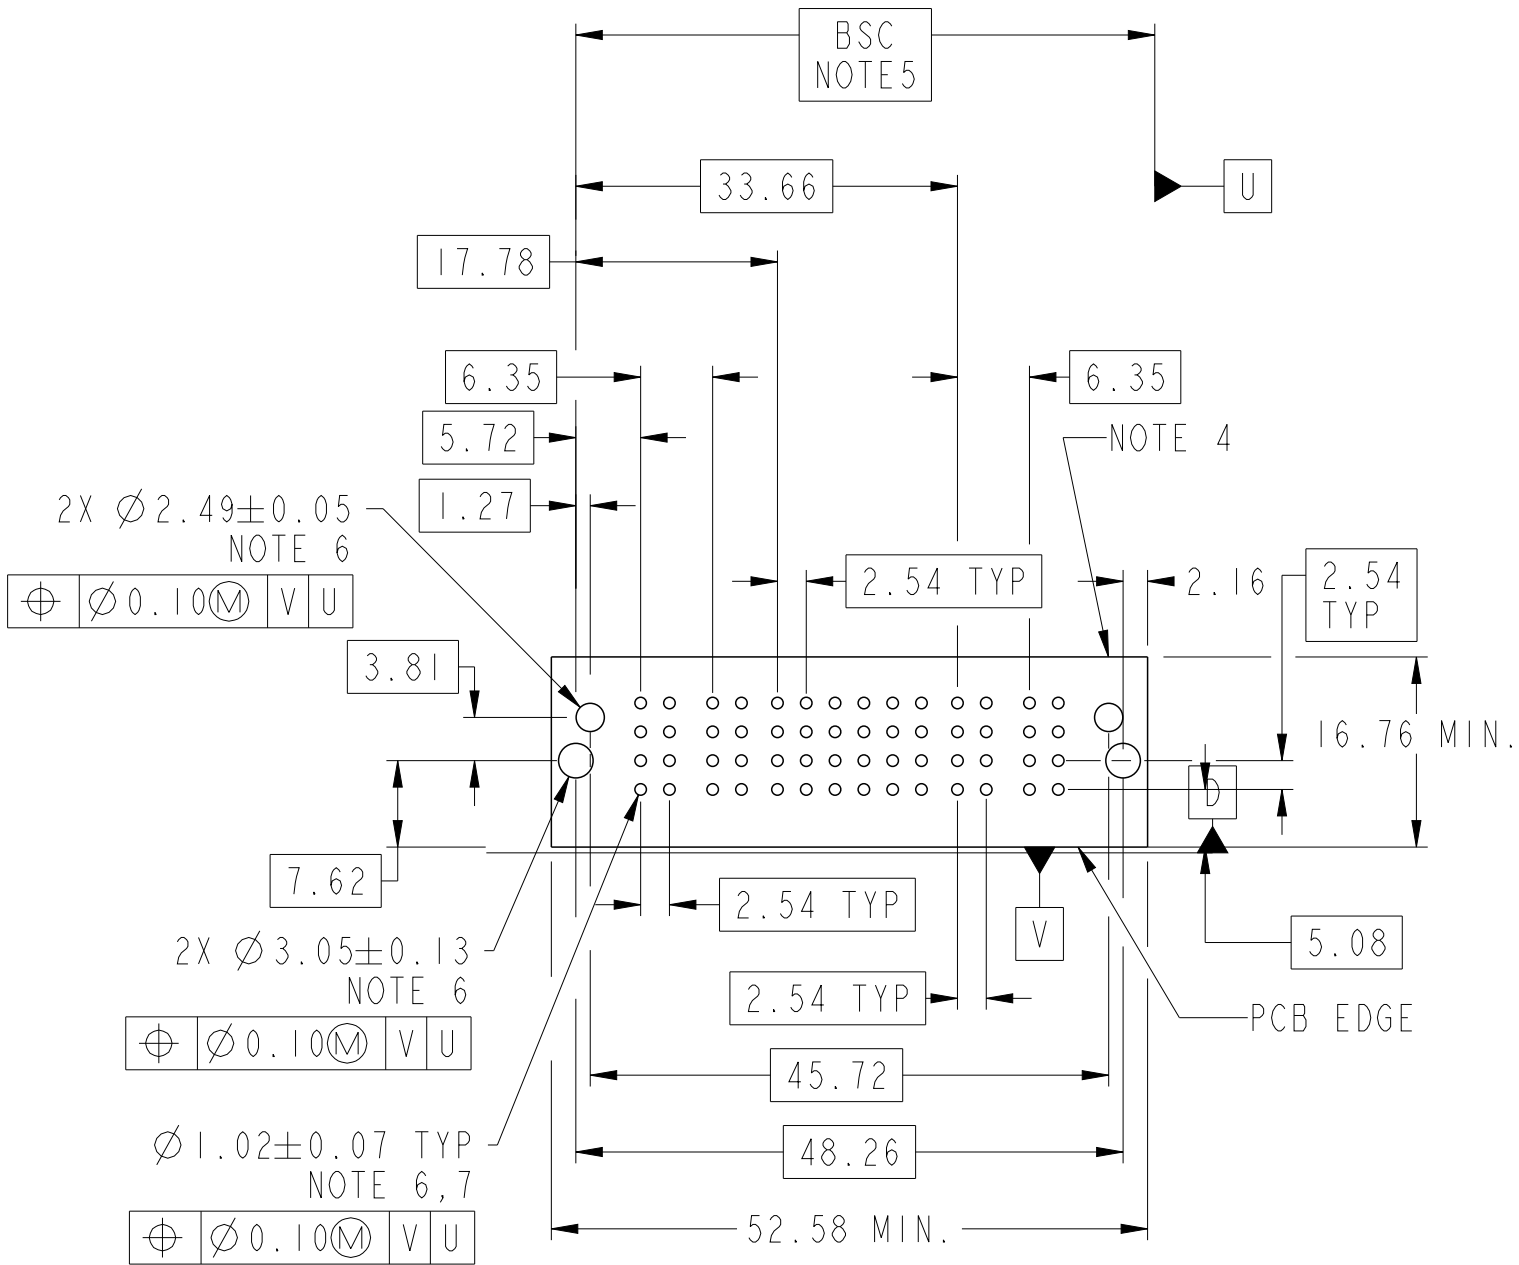 BSC
NOTE5
33.66
U
17.78
6.35
6.35
5.72
NOTE 4
1.27
2X ∅2.49±0.05
NOTE 6
⌖ ∅0.10Ⓜ V U
2.54 TYP
2.16
2.54
TYP
3.81
16.76 MIN.
D
7.62
2.54 TYP
V
5.08
2X ∅3.05±0.13
NOTE 6
⌖ ∅0.10Ⓜ V U
2.54 TYP
PCB EDGE
45.72
∅1.02±0.07 TYP
NOTE 6,7
⌖ ∅0.10Ⓜ V U
48.26
52.58 MIN.